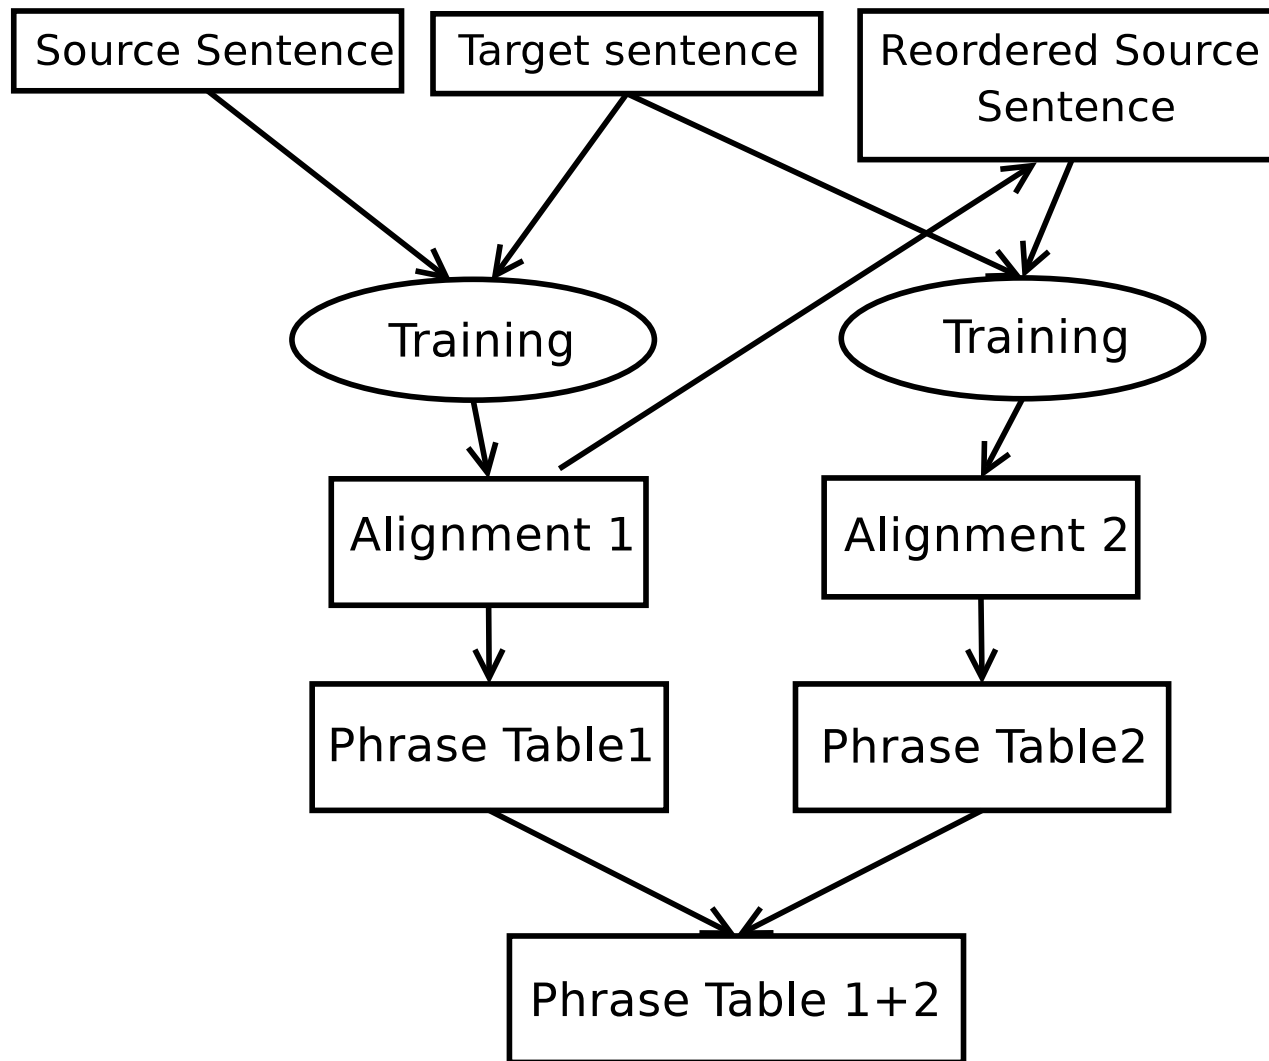 Source Sentence
Target sentence
Reordered Source
Sentence
Training
Training
Alignment 1
Alignment 2
Phrase Table1
Phrase Table2
Phrase Table 1+2